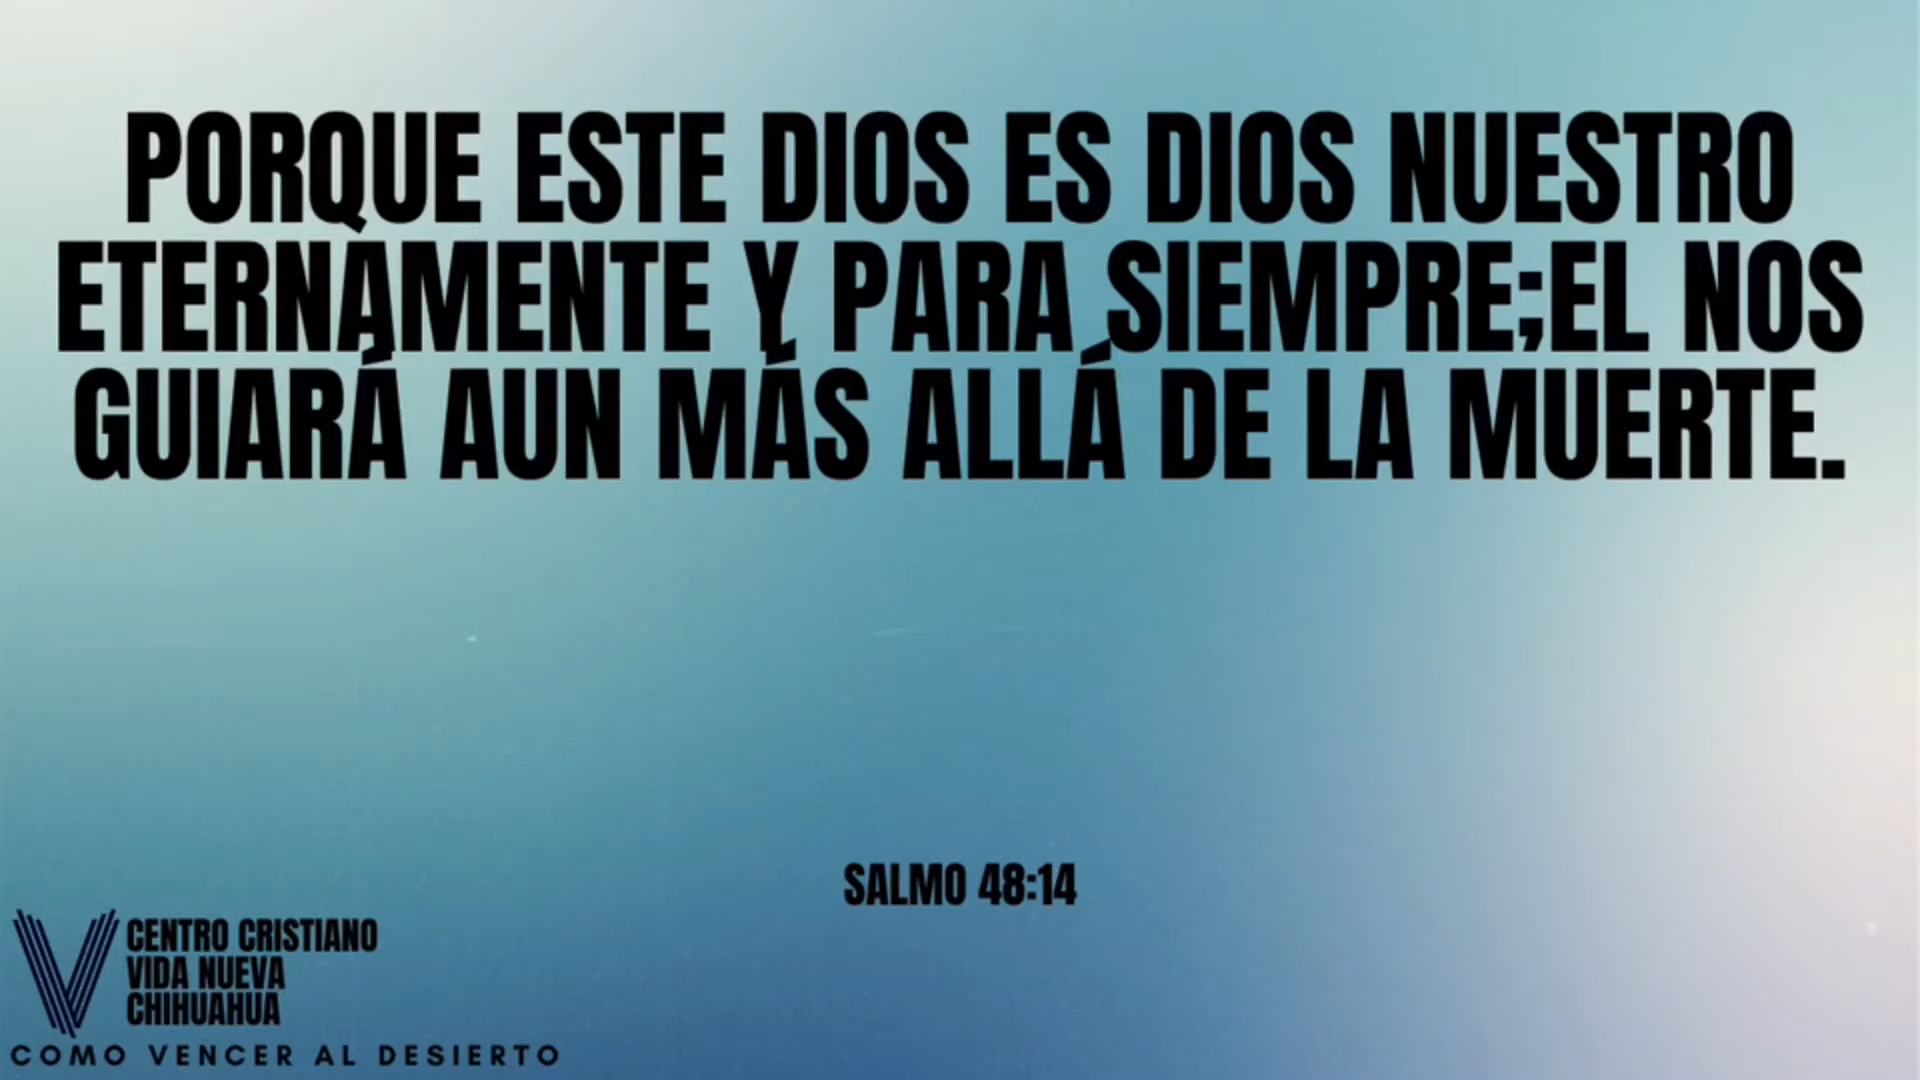 PORQUE ESTE DIOS ES DIOS NUESTRO
ETERNAMENTE Y PARA SIEMPRE;EL NOS
GUIARÁ AUN MÁS ALLÁ DE LA MUERTE.
SALMO 48:14
CENTRO CRISTIANO
VIDA NUEVA
CHIHUAHUA
COMO VENCER AL DESIERTO